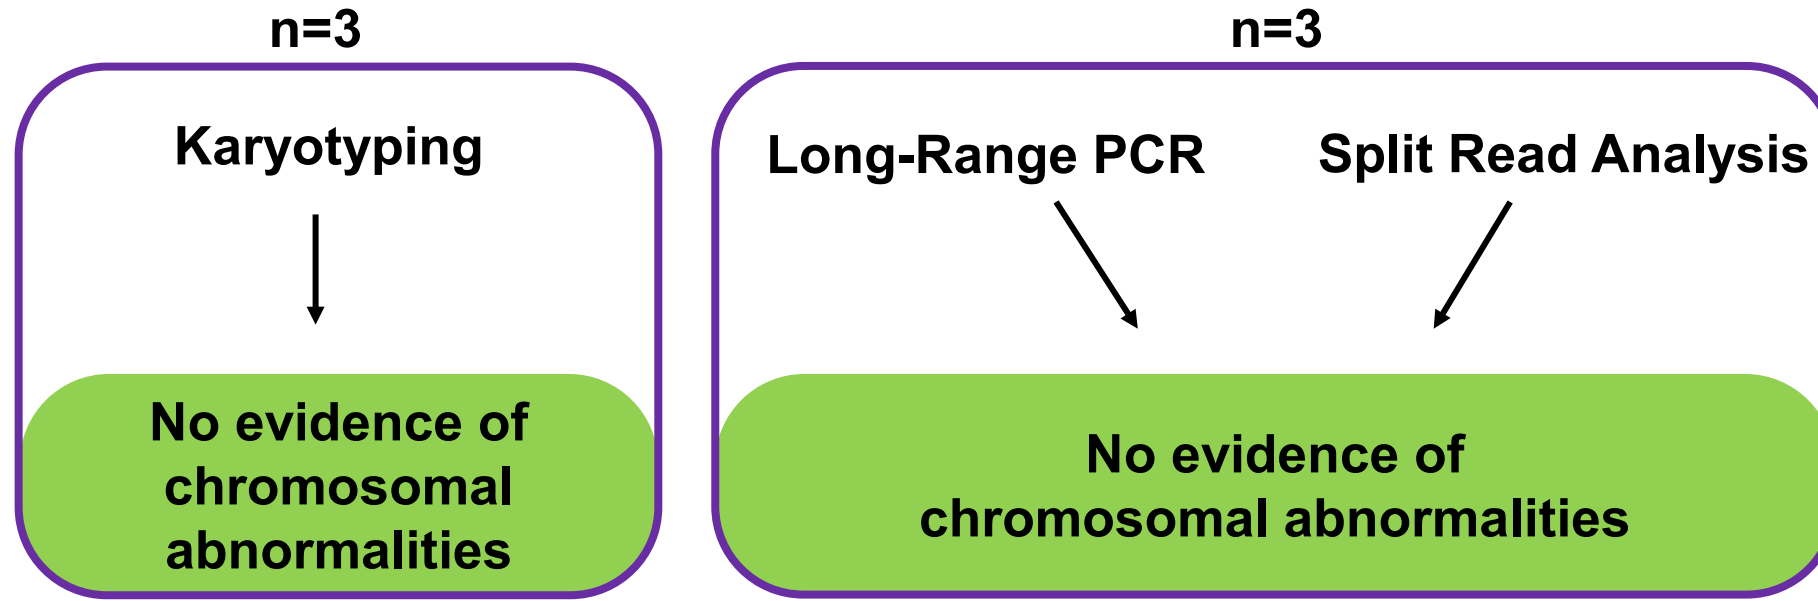 n=3
Karyotyping
No evidence of
chromosomal
abnormalities
n=3
Long-Range PCR
Split Read Analysis
No evidence of
chromosomal abnormalities